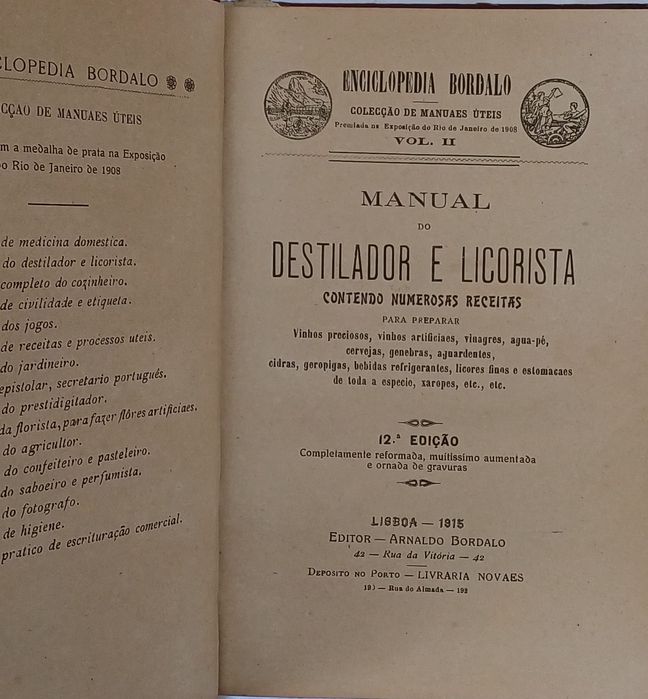 CLOPEDIA BORDALO
CÇÃO DE MANUAES ÚTEIS
m a medalha de prata na Exposição
do Rio de Janeiro de 1908
de medicina domestica.
do destilador e licorista.
completo do cozinheiro.
de civilidade e etiqueta.
dos jogos.
de receitas e processos uteis.
do jardineiro.
epistolar, secretario português.
do prestidigitador.
da florista, para fazer flôres artificiaes.
do agricultor.
do confeiteiro e pasteleiro.
do saboeiro e perfumista.
do fotografo.
de higiene.
pratico de escrituração comercial.
ENCICLOPEDIA BORDALO
COLECÇÃO DE MANUAES ÚTEIS
Premiada na Exposição do Rio de Janeiro de 1908
VOL. II
MANUAL
DO
DESTILADOR E LICORISTA
CONTENDO NUMEROSAS RECEITAS
PARA PREPARAR
Vinhos preciosos, vinhos artificiaes, vinagres, agua-pé,
cervejas, genebras, aguardentes,
cidras, geropigas, bebidas refrigerantes, licores finos e estomacaes
de toda a especie, xaropes, etc., etc.
12.ª EDIÇÃO
Completamente reformada, muitissimo aumentada
e ornada de gravuras
LISBOA — 1915
EDITOR — ARNALDO BORDALO
42 — Rua da Vitória — 42
DEPOSITO NO PORTO — LIVRARIA NOVAES
Rua do Almada — 193